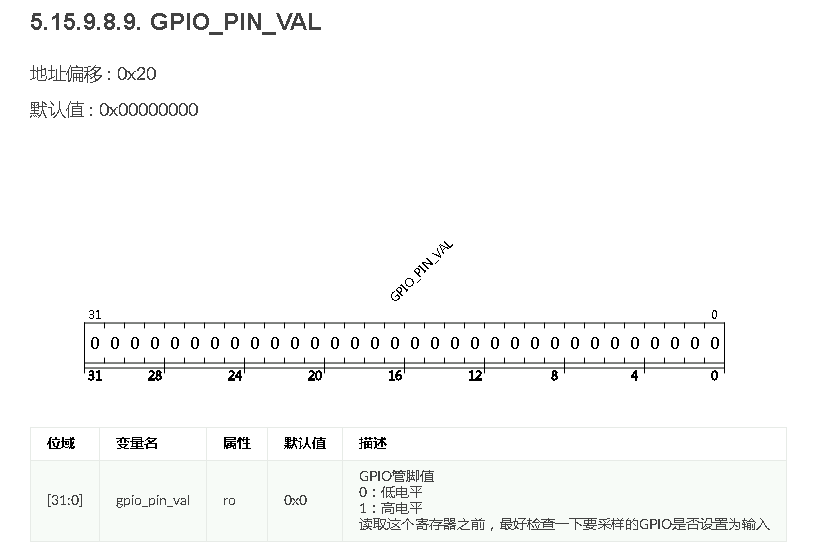 5.15.9.8.9. GPIO_PIN_VAL
地址偏移：0x20
默认值：0x00000000
GPIO_PIN_VAL
31 0
0 0 0 0 0 0 0 0 0 0 0 0 0 0 0 0 0 0 0 0 0 0 0 0 0 0 0 0 0 0 0 0
31 28 24 20 16 12 8 4 0
位域 变量名 属性 默认值 描述
[31:0] gpio_pin_val ro 0x0 GPIO管脚值
0：低电平
1：高电平
读取这个寄存器之前，最好检查一下要采样的GPIO是否设置为输入